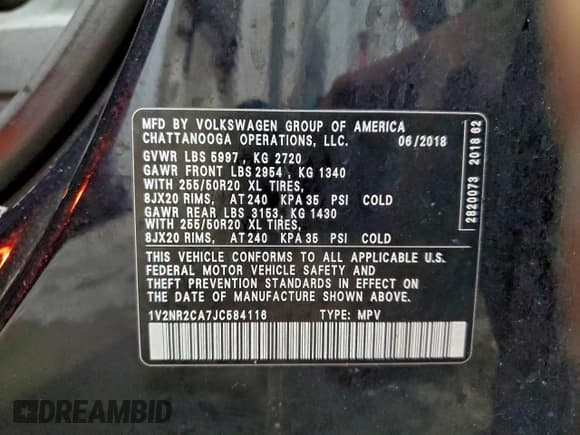 MFD BY VOLKSWAGEN GROUP OF AMERICA
CHATTANOOGA OPERATIONS, LLC. 06/2018
GVWR LBS 5997, KG 2720
GAWR FRONT LBS 2954, KG 1340
WITH 255/50R20 XL TIRES,
8JX20 RIMS, AT 240 KPA 35 PSI COLD
GAWR REAR LBS 3153, KG 1430
WITH 255/50R20 XL TIRES,
8JX20 RIMS, AT 240 KPA 35 PSI COLD
THIS VEHICLE CONFORMS TO ALL APPLICABLE U.S.
FEDERAL MOTOR VEHICLE SAFETY AND
THEFT PREVENTION STANDARDS IN EFFECT ON
THE DATE OF MANUFACTURE SHOWN ABOVE
1V2NR2CA7JC584116 TYPE: MPV
2820073 2018 62
DREAMBID